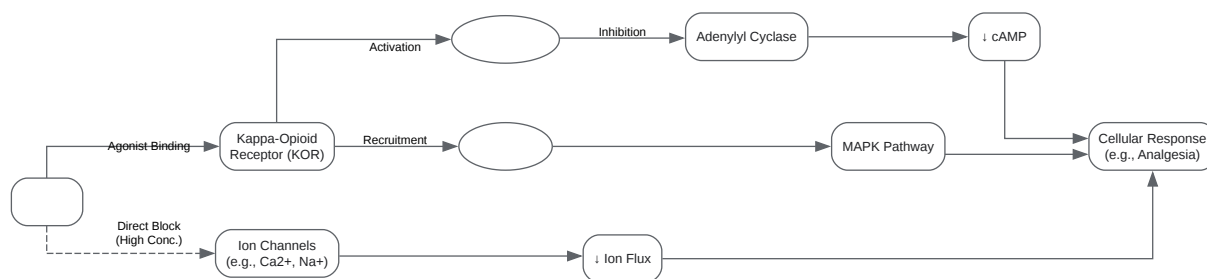 Activation
Inhibition
Adenylyl Cyclase
↓ cAMP
Agonist Binding
Kappa-Opioid
Receptor (KOR)
Recruitment
MAPK Pathway
Cellular Response
(e.g., Analgesia)
Direct Block
(High Conc.)
Ion Channels
(e.g., Ca2+, Na+)
↓ Ion Flux